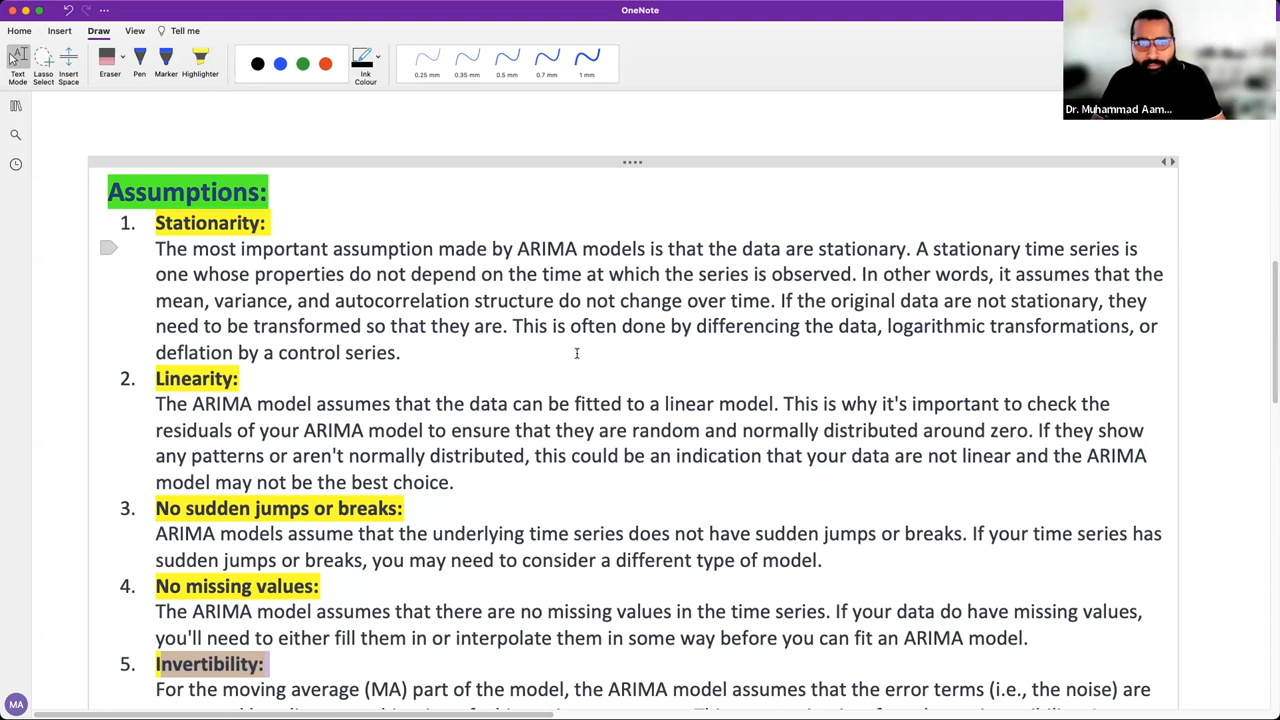 OneNote
Home Insert Draw View Tell me
Text Mode
Lasso Select
Insert Space
Eraser
Pen
Marker
Highlighter
Ink Colour
0.25 mm
0.35 mm
0.5 mm
0.7 mm
1 mm
Dr. Muhammad Aam...
Assumptions:
1. Stationarity:
The most important assumption made by ARIMA models is that the data are stationary. A stationary time series is
one whose properties do not depend on the time at which the series is observed. In other words, it assumes that the
mean, variance, and autocorrelation structure do not change over time. If the original data are not stationary, they
need to be transformed so that they are. This is often done by differencing the data, logarithmic transformations, or
deflation by a control series.
2. Linearity:
The ARIMA model assumes that the data can be fitted to a linear model. This is why it's important to check the
residuals of your ARIMA model to ensure that they are random and normally distributed around zero. If they show
any patterns or aren't normally distributed, this could be an indication that your data are not linear and the ARIMA
model may not be the best choice.
3. No sudden jumps or breaks:
ARIMA models assume that the underlying time series does not have sudden jumps or breaks. If your time series has
sudden jumps or breaks, you may need to consider a different type of model.
4. No missing values:
The ARIMA model assumes that there are no missing values in the time series. If your data do have missing values,
you'll need to either fill them in or interpolate them in some way before you can fit an ARIMA model.
5. Invertibility:
For the moving average (MA) part of the model, the ARIMA model assumes that the error terms (i.e., the noise) are
MA